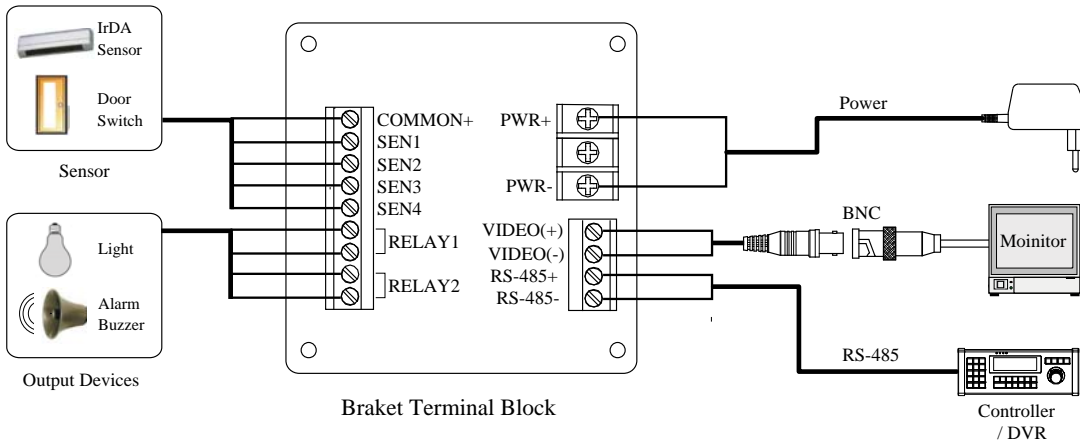 IrDA
Sensor
Door
Switch
Sensor
Light
Alarm
Buzzer
Output Devices
COMMON+
SEN1
SEN2
SEN3
SEN4
RELAY1
RELAY2
PWR+
PWR-
VIDEO(+)
VIDEO(-)
RS-485+
RS-485-
Braket Terminal Block
Power
BNC
Moinitor
RS-485
Controller
/ DVR